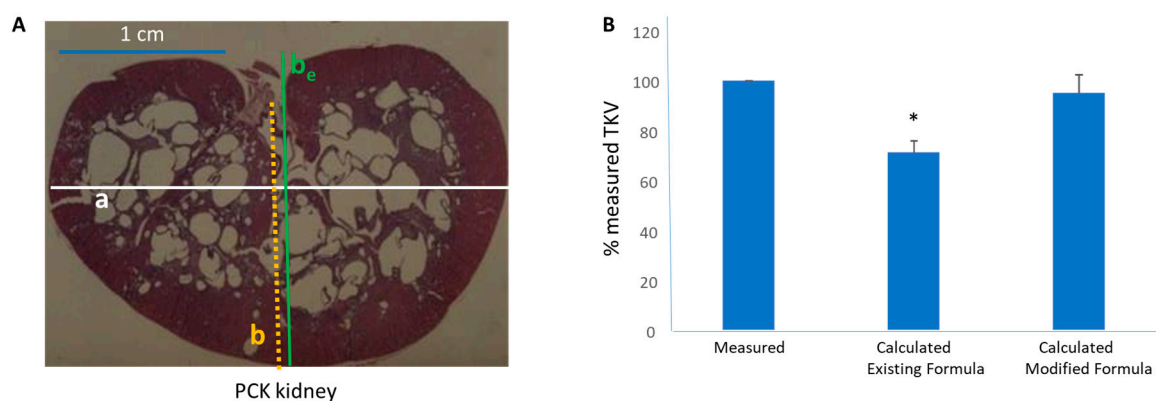 A
1 cm
b_e
a
b
PCK kidney
B
% measured TKV
120
100
80
60
40
20
0
*
Measured
Calculated
Existing Formula
Calculated
Modified Formula